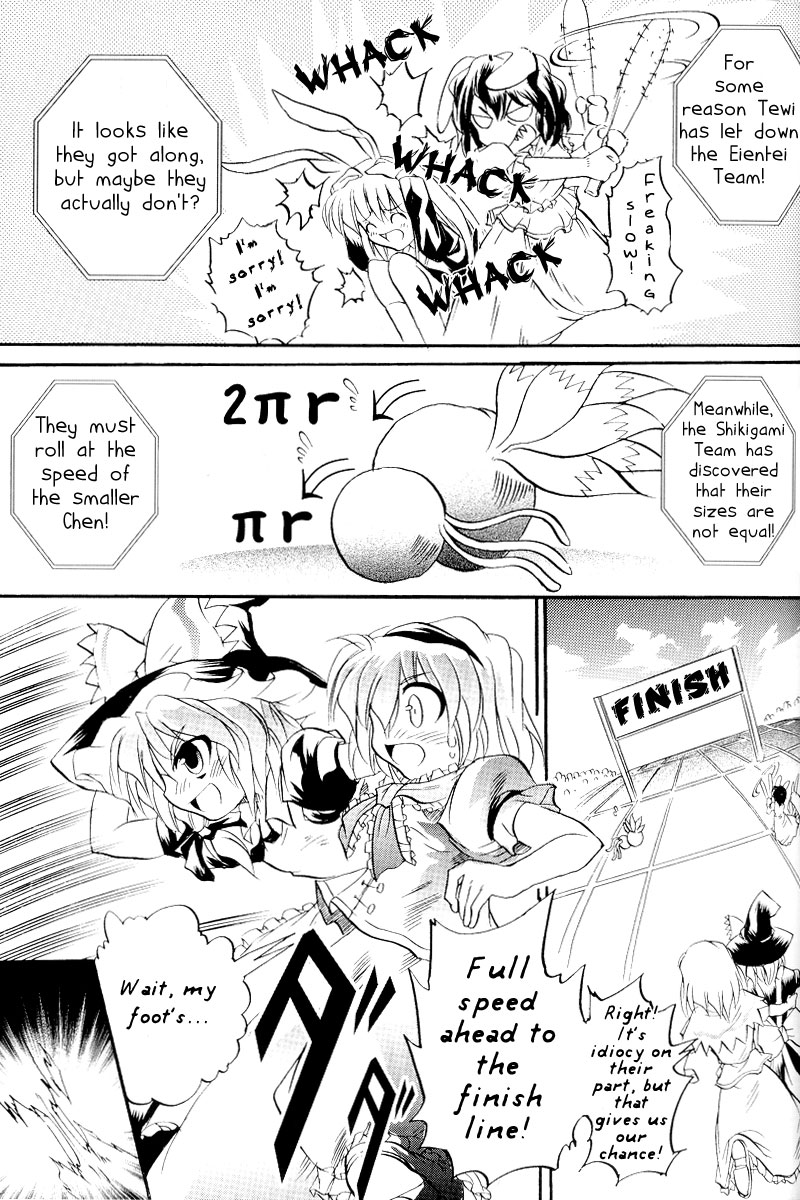 For
some
reason Tewi
has let down
the Eientei
Team!
WHACK
WHACK
WHACK
Freaking
slow!
It looks like
they got along,
but maybe they
actually don't?
I'm
sorry!
I'm
sorry!
Meanwhile,
the Shikigami
Team has
discovered
that their
sizes are
not equal!
2πr
πr
They must
roll at the
speed of
the smaller
Chen!
FINISH
Right!
It's
idiocy on
their
part, but
that
gives us
our
chance!
Full
speed
ahead to
the
finish
line!
ダダ
Wait, my
foot's...